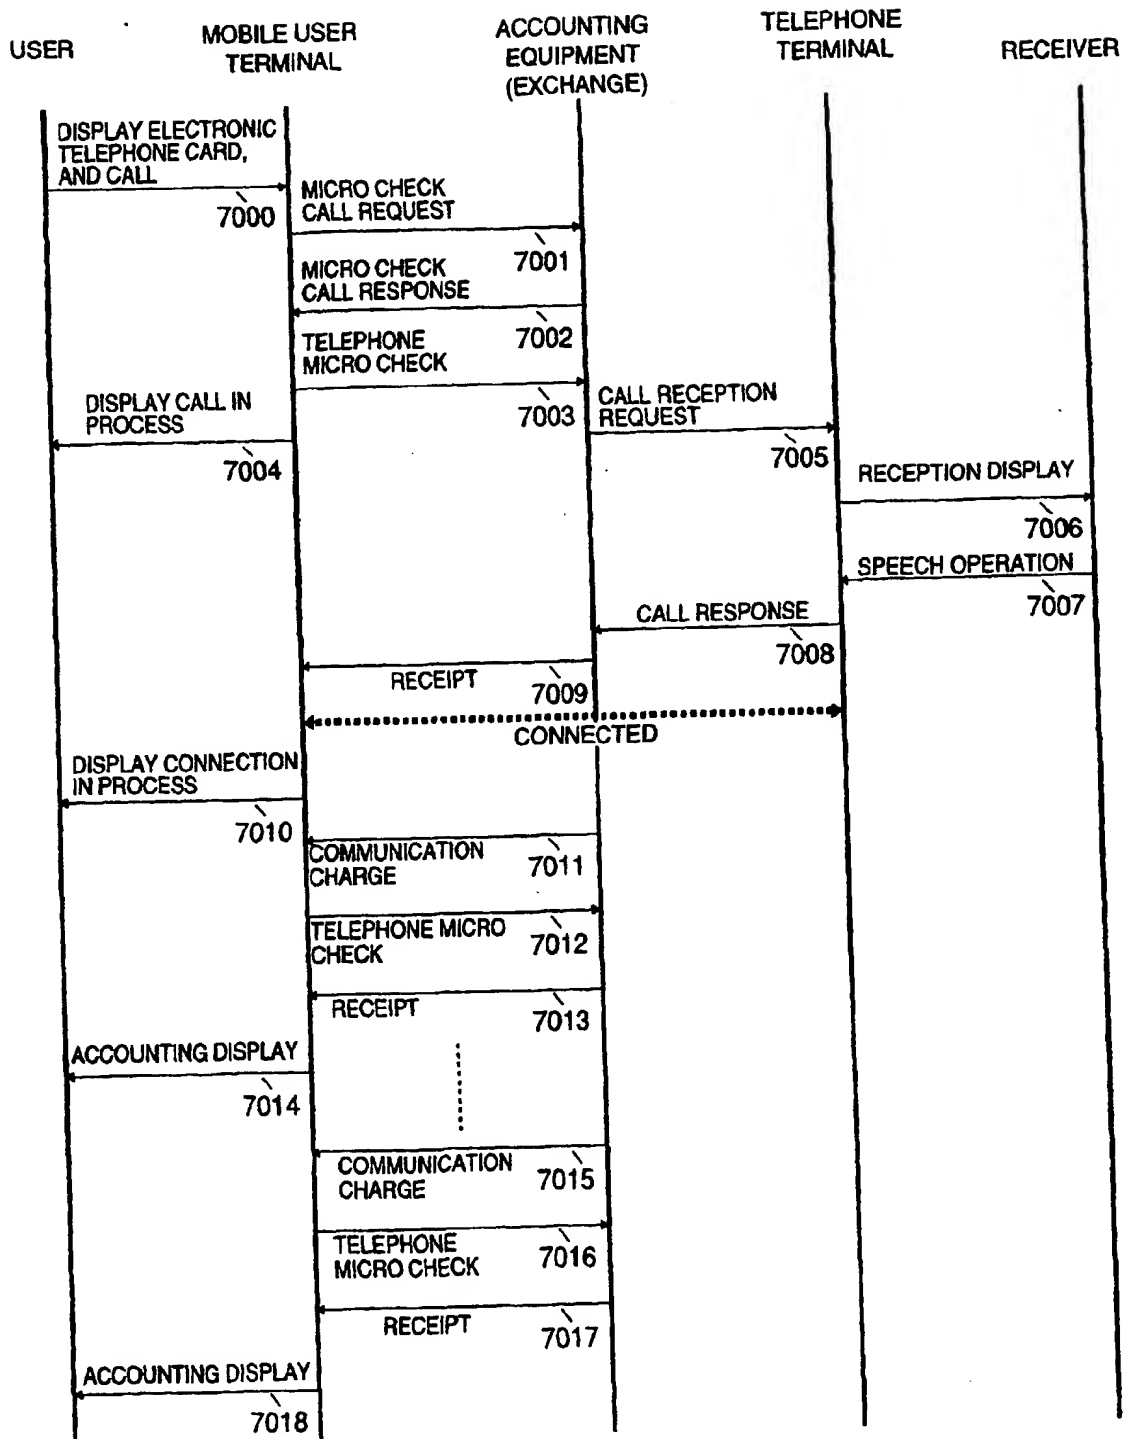 USER
MOBILE USER
TERMINAL
ACCOUNTING
EQUIPMENT
(EXCHANGE)
TELEPHONE
TERMINAL
RECEIVER
DISPLAY ELECTRONIC
TELEPHONE CARD,
AND CALL
7000
MICRO CHECK
CALL REQUEST
7001
MICRO CHECK
CALL RESPONSE
7002
TELEPHONE
MICRO CHECK
7003
DISPLAY CALL IN
PROCESS
7004
CALL RECEPTION
REQUEST
7005
RECEPTION DISPLAY
7006
SPEECH OPERATION
7007
CALL RESPONSE
7008
RECEIPT
7009
CONNECTED
DISPLAY CONNECTION
IN PROCESS
7010
COMMUNICATION
CHARGE
7011
TELEPHONE MICRO
CHECK
7012
RECEIPT
7013
ACCOUNTING DISPLAY
7014
COMMUNICATION
CHARGE
7015
TELEPHONE
MICRO CHECK
7016
RECEIPT
7017
ACCOUNTING DISPLAY
7018